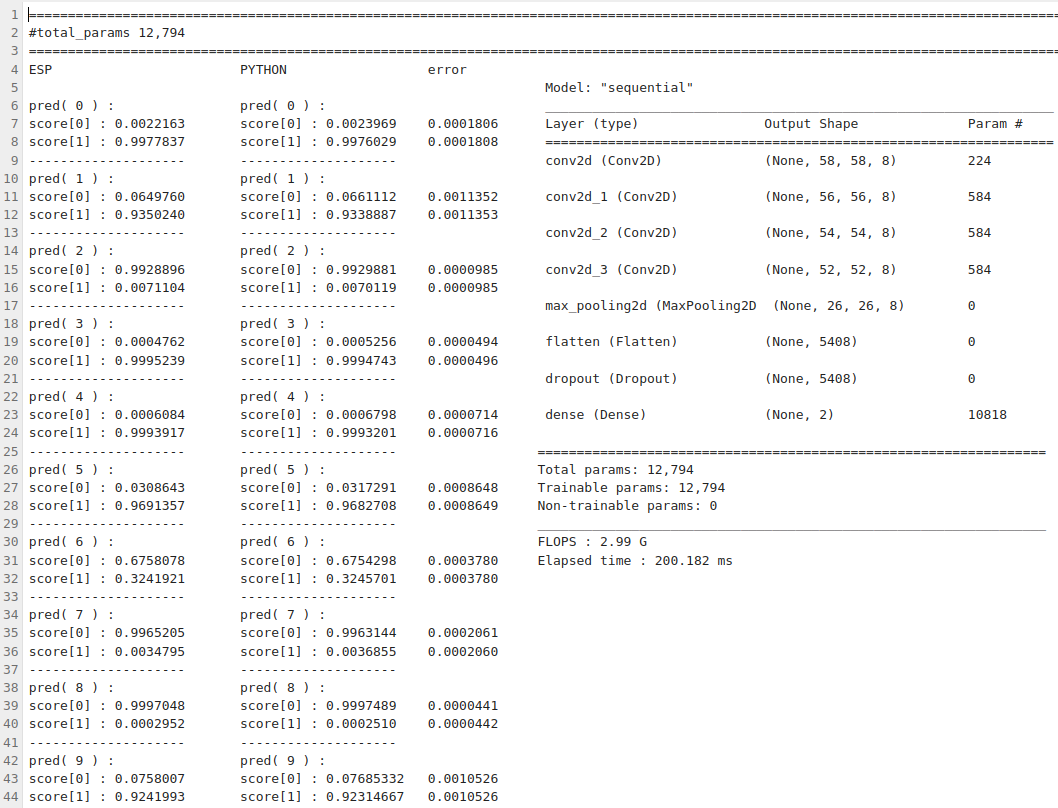 1 ================================================================================
2 #total_params 12,794
3 ================================================================================
4 ESP PYTHON error
5 Model: "sequential"
6 pred( 0 ) : pred( 0 ) : _________________________________________________________________
7 score[0] : 0.0022163 score[0] : 0.0023969 0.0001806 Layer (type) Output Shape Param #
8 score[1] : 0.9977837 score[1] : 0.9976029 0.0001808 =================================================================
9 -------------------- -------------------- conv2d (Conv2D) (None, 58, 58, 8) 224
10 pred( 1 ) : pred( 1 ) :
11 score[0] : 0.0649760 score[0] : 0.0661112 0.0011352 conv2d_1 (Conv2D) (None, 56, 56, 8) 584
12 score[1] : 0.9350240 score[1] : 0.9338887 0.0011353
13 -------------------- -------------------- conv2d_2 (Conv2D) (None, 54, 54, 8) 584
14 pred( 2 ) : pred( 2 ) :
15 score[0] : 0.9928896 score[0] : 0.9929881 0.0000985 conv2d_3 (Conv2D) (None, 52, 52, 8) 584
16 score[1] : 0.0071104 score[1] : 0.0070119 0.0000985
17 -------------------- -------------------- max_pooling2d (MaxPooling2D (None, 26, 26, 8) 0
18 pred( 3 ) : pred( 3 ) :
19 score[0] : 0.0004762 score[0] : 0.0005256 0.0000494 flatten (Flatten) (None, 5408) 0
20 score[1] : 0.9995239 score[1] : 0.9994743 0.0000496
21 -------------------- -------------------- dropout (Dropout) (None, 5408) 0
22 pred( 4 ) : pred( 4 ) :
23 score[0] : 0.0006084 score[0] : 0.0006798 0.0000714 dense (Dense) (None, 2) 10818
24 score[1] : 0.9993917 score[1] : 0.9993201 0.0000716
25 -------------------- -------------------- =================================================================
26 pred( 5 ) : pred( 5 ) : Total params: 12,794
27 score[0] : 0.0308643 score[0] : 0.0317291 0.0008648 Trainable params: 12,794
28 score[1] : 0.9691357 score[1] : 0.9682708 0.0008649 Non-trainable params: 0
29 -------------------- -------------------- _________________________________________________________________
30 pred( 6 ) : pred( 6 ) : FLOPS : 2.99 G
31 score[0] : 0.6758078 score[0] : 0.6754298 0.0003780 Elapsed time : 200.182 ms
32 score[1] : 0.3241921 score[1] : 0.3245701 0.0003780
33 -------------------- --------------------
34 pred( 7 ) : pred( 7 ) :
35 score[0] : 0.9965205 score[0] : 0.9963144 0.0002061
36 score[1] : 0.0034795 score[1] : 0.0036855 0.0002060
37 -------------------- --------------------
38 pred( 8 ) : pred( 8 ) :
39 score[0] : 0.9997048 score[0] : 0.9997489 0.0000441
40 score[1] : 0.0002952 score[1] : 0.0002510 0.0000442
41 -------------------- --------------------
42 pred( 9 ) : pred( 9 ) :
43 score[0] : 0.0758007 score[0] : 0.07685332 0.0010526
44 score[1] : 0.9241993 score[1] : 0.92314667 0.0010526